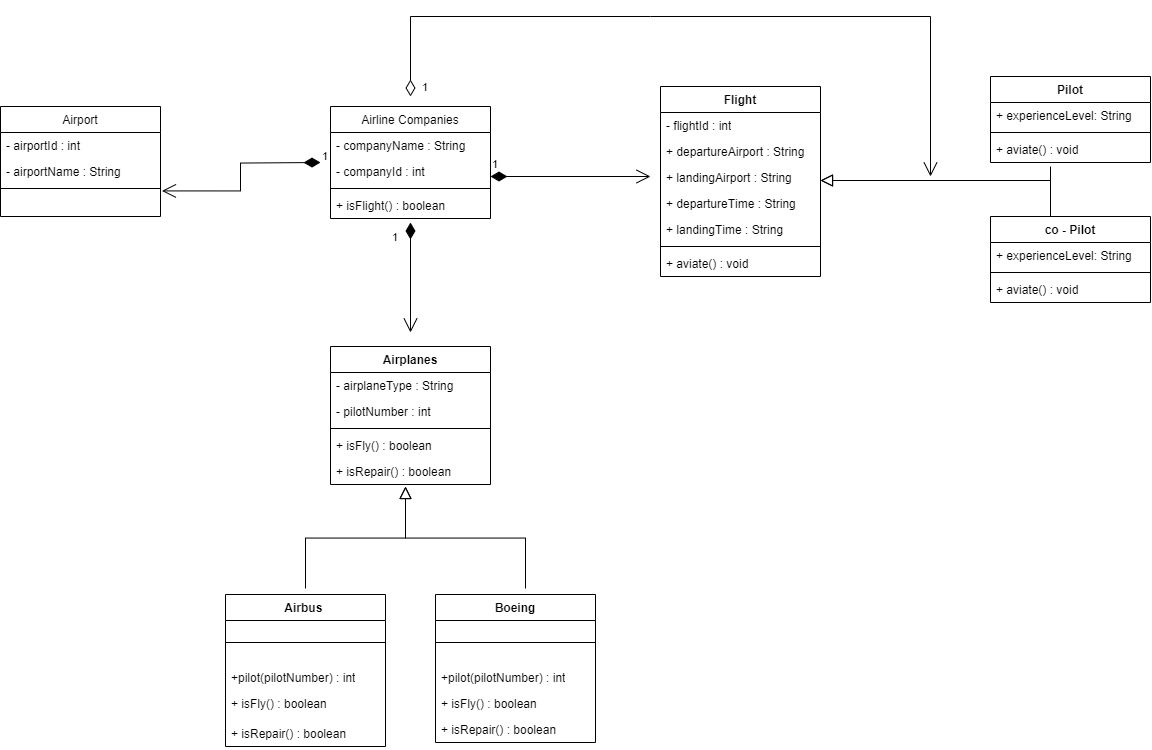 Airport
- airportId : int
- airportName : String
1
Airline Companies
- companyName : String
- companyId : int
+ isFlight() : boolean
1
1
1
Flight
- flightId : int
+ departureAirport : String
+ landingAirport : String
+ departureTime : String
+ landingTime : String
+ aviate() : void
Pilot
+ experienceLevel: String
+ aviate() : void
co - Pilot
+ experienceLevel: String
+ aviate() : void
Airplanes
- airplaneType : String
- pilotNumber : int
+ isFly() : boolean
+ isRepair() : boolean
Airbus
+pilot(pilotNumber) : int
+ isFly() : boolean
+ isRepair() : boolean
Boeing
+pilot(pilotNumber) : int
+ isFly() : boolean
+ isRepair() : boolean